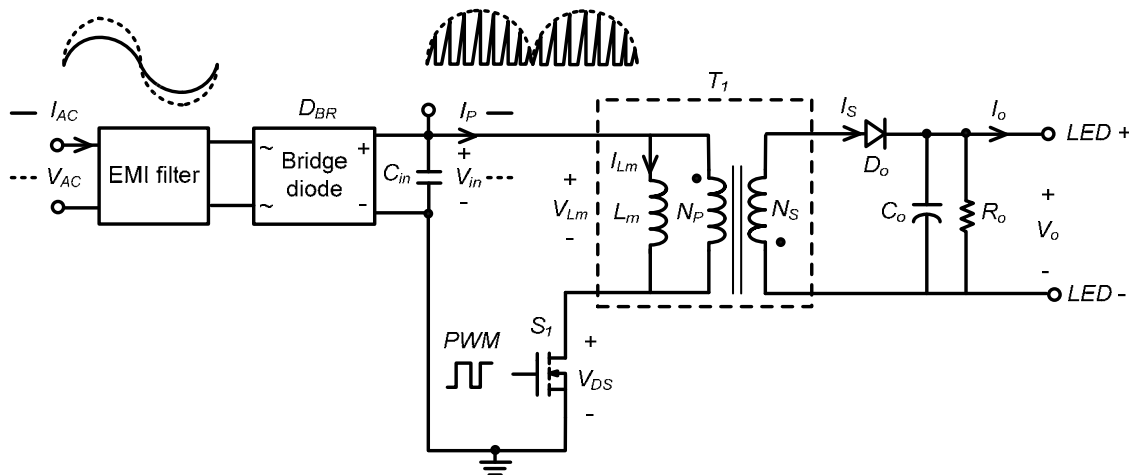 T1
IAC
DBR
IP
IS
Io
LED +
VAC
EMI filter
~
~
Bridge
diode
+
-
Cin
+
Vin
-
ILm
+
VLm
-
Lm
NP
NS
Do
Co
Ro
+
Vo
-
LED -
PWM
S1
+
VDS
-